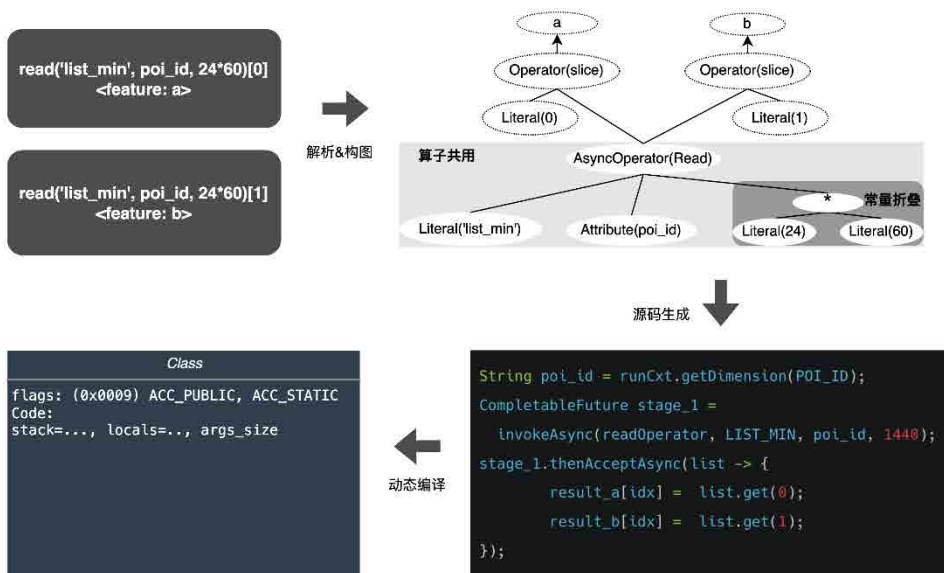 read('list_min', poi_id, 24*60)[0]
<feature: a>
read('list_min', poi_id, 24*60)[1]
<feature: b>
解析&构图
a
b
Operator(slice)
Operator(slice)
Literal(0)
Literal(1)
算子共用
AsyncOperator(Read)
*
常量折叠
Literal('list_min')
Attribute(poi_id)
Literal(24)
Literal(60)
源码生成
String poi_id = runCxt.getDimension(POI_ID);
CompletableFuture stage_1 =
invokeAsync(readOperator, LIST_MIN, poi_id, 1440);
stage_1.thenAcceptAsync(list -> {
result_a[idx] = list.get(0);
result_b[idx] = list.get(1);
});
动态编译
Class
flags: (0x0009) ACC_PUBLIC, ACC_STATIC
Code:
stack=..., locals=.., args_size